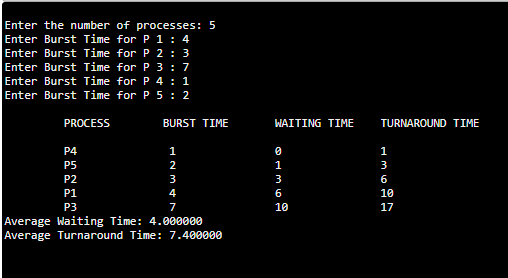 Enter the number of processes: 5
Enter Burst Time for P 1 : 4
Enter Burst Time for P 2 : 3
Enter Burst Time for P 3 : 7
Enter Burst Time for P 4 : 1
Enter Burst Time for P 5 : 2
PROCESS BURST TIME WAITING TIME TURNAROUND TIME
P4 1 0 1
P5 2 1 3
P2 3 3 6
P1 4 6 10
P3 7 10 17
Average Waiting Time: 4.000000
Average Turnaround Time: 7.400000